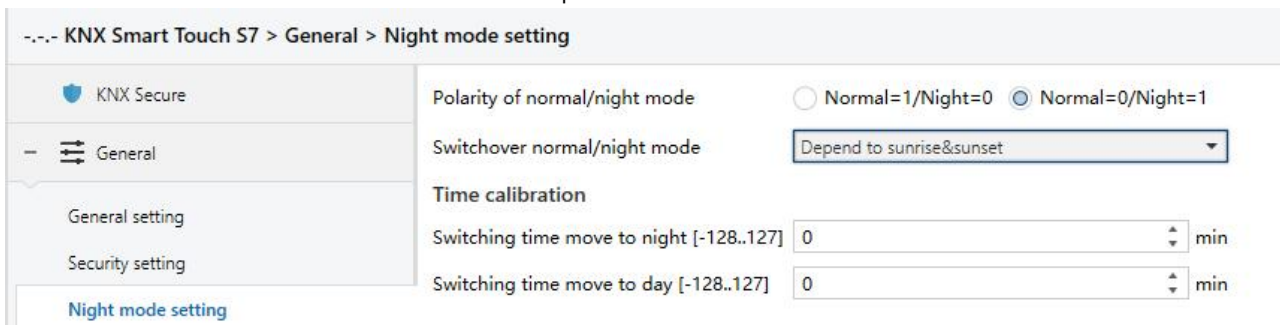 -.-.- KNX Smart Touch S7 > General > Night mode setting
KNX Secure
General
General setting
Security setting
Night mode setting
Polarity of normal/night mode Normal=1/Night=0 Normal=0/Night=1
Switchover normal/night mode Depend to sunrise&sunset
Time calibration
Switching time move to night [-128..127] 0 min
Switching time move to day [-128..127] 0 min